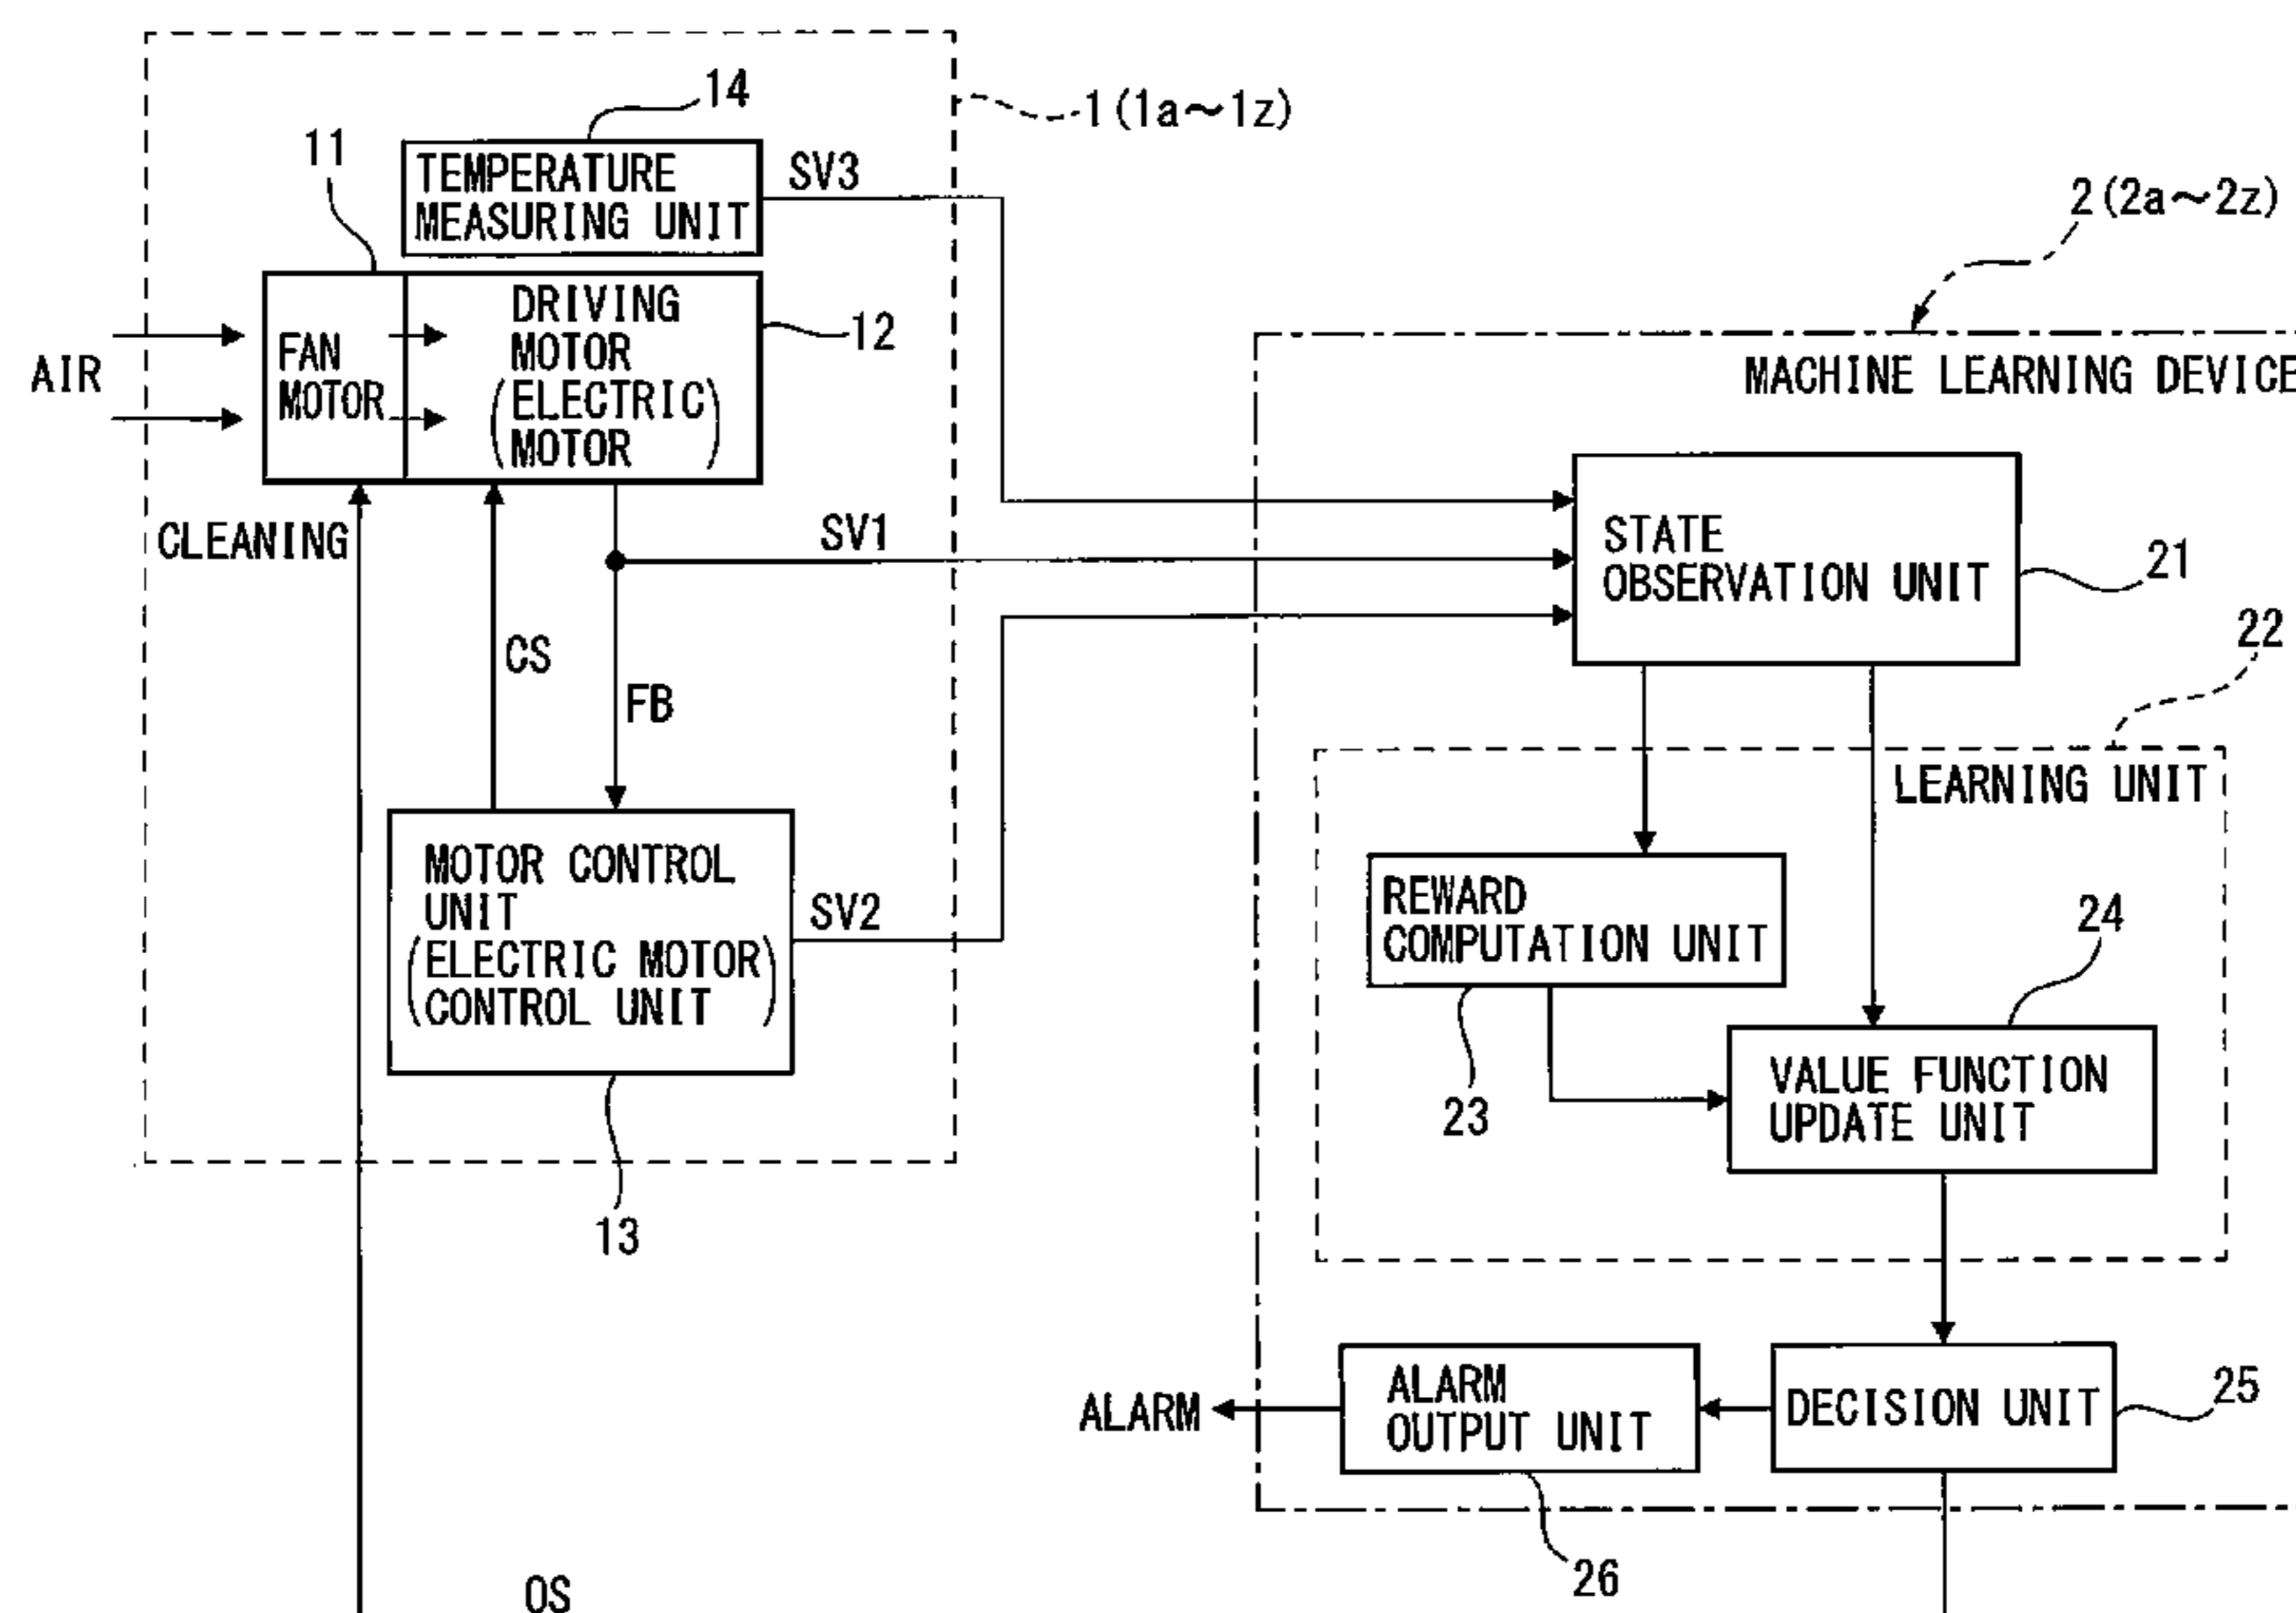 14
1(1a～1z)
11
TEMPERATURE
MEASURING UNIT
SV3
2(2a～2z)
FAN
MOTOR
DRIVING
MOTOR
(ELECTRIC)
MOTOR
12
AIR
MACHINE LEARNING DEVICE
CLEANING
SV1
STATE
OBSERVATION UNIT
21
CS
FB
22
LEARNING UNIT
MOTOR CONTROL
UNIT
(ELECTRIC MOTOR)
CONTROL UNIT
SV2
REWARD
COMPUTATION UNIT
24
23
VALUE FUNCTION
UPDATE UNIT
13
ALARM
ALARM
OUTPUT UNIT
DECISION UNIT
25
26
OS